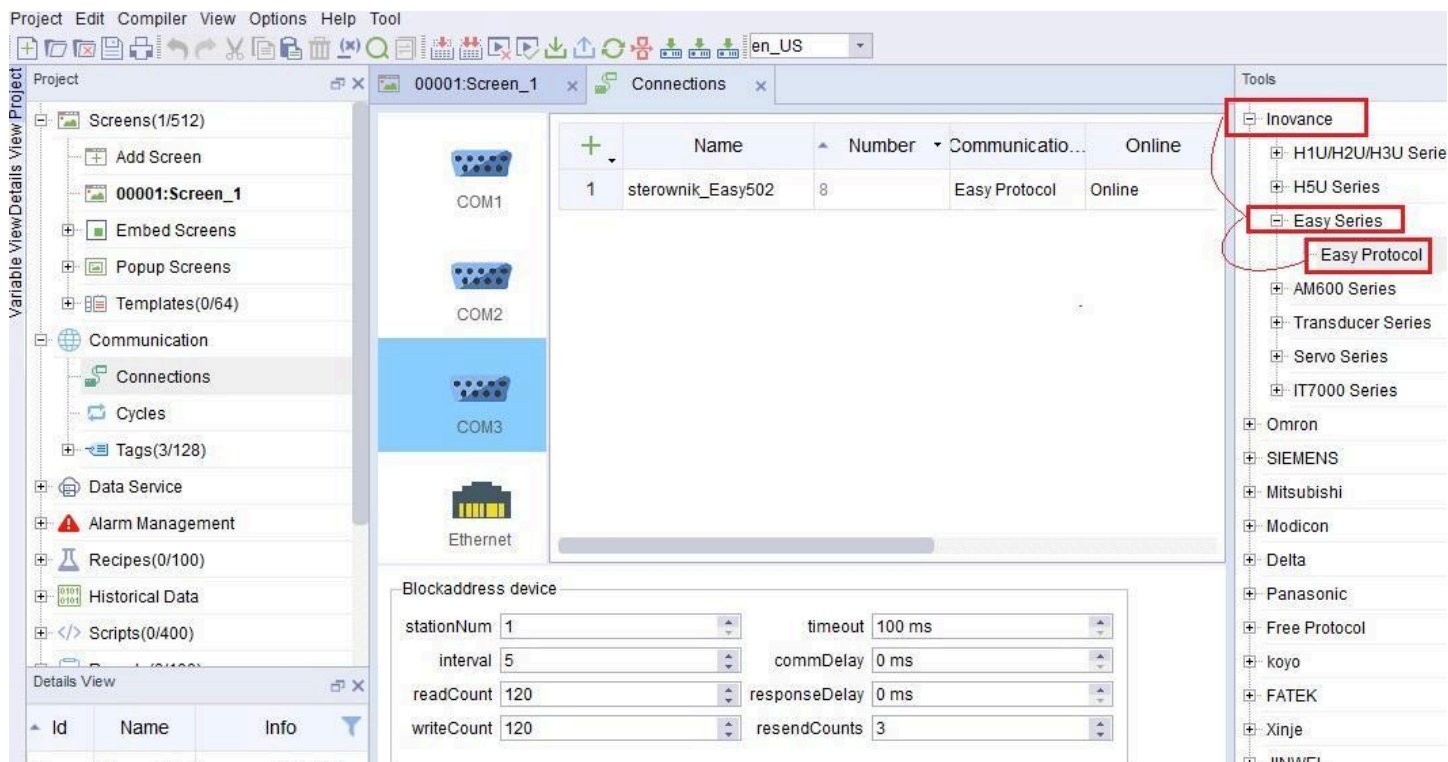 Project Edit Compiler View Options Help Tool
en_US
Variable View Details View Project
Project
Screens(1/512)
Add Screen
00001:Screen_1
Embed Screens
Popup Screens
Templates(0/64)
Communication
Connections
Cycles
Tags(3/128)
Data Service
Alarm Management
Recipes(0/100)
Historical Data
Scripts(0/400)
Details View
Id Name Info
00001:Screen_1 Connections
COM1
COM2
COM3
Ethernet
Name Number Communicatio... Online
1 sterownik_Easy502 8 Easy Protocol Online
Blockaddress device
stationNum 1 timeout 100 ms
interval 5 commDelay 0 ms
readCount 120 responseDelay 0 ms
writeCount 120 resendCounts 3
Tools
Inovance
H1U/H2U/H3U Serie
H5U Series
Easy Series
Easy Protocol
AM600 Series
Transducer Series
Servo Series
IT7000 Series
Omron
SIEMENS
Mitsubishi
Modicon
Delta
Panasonic
Free Protocol
koyo
FATEK
Xinje